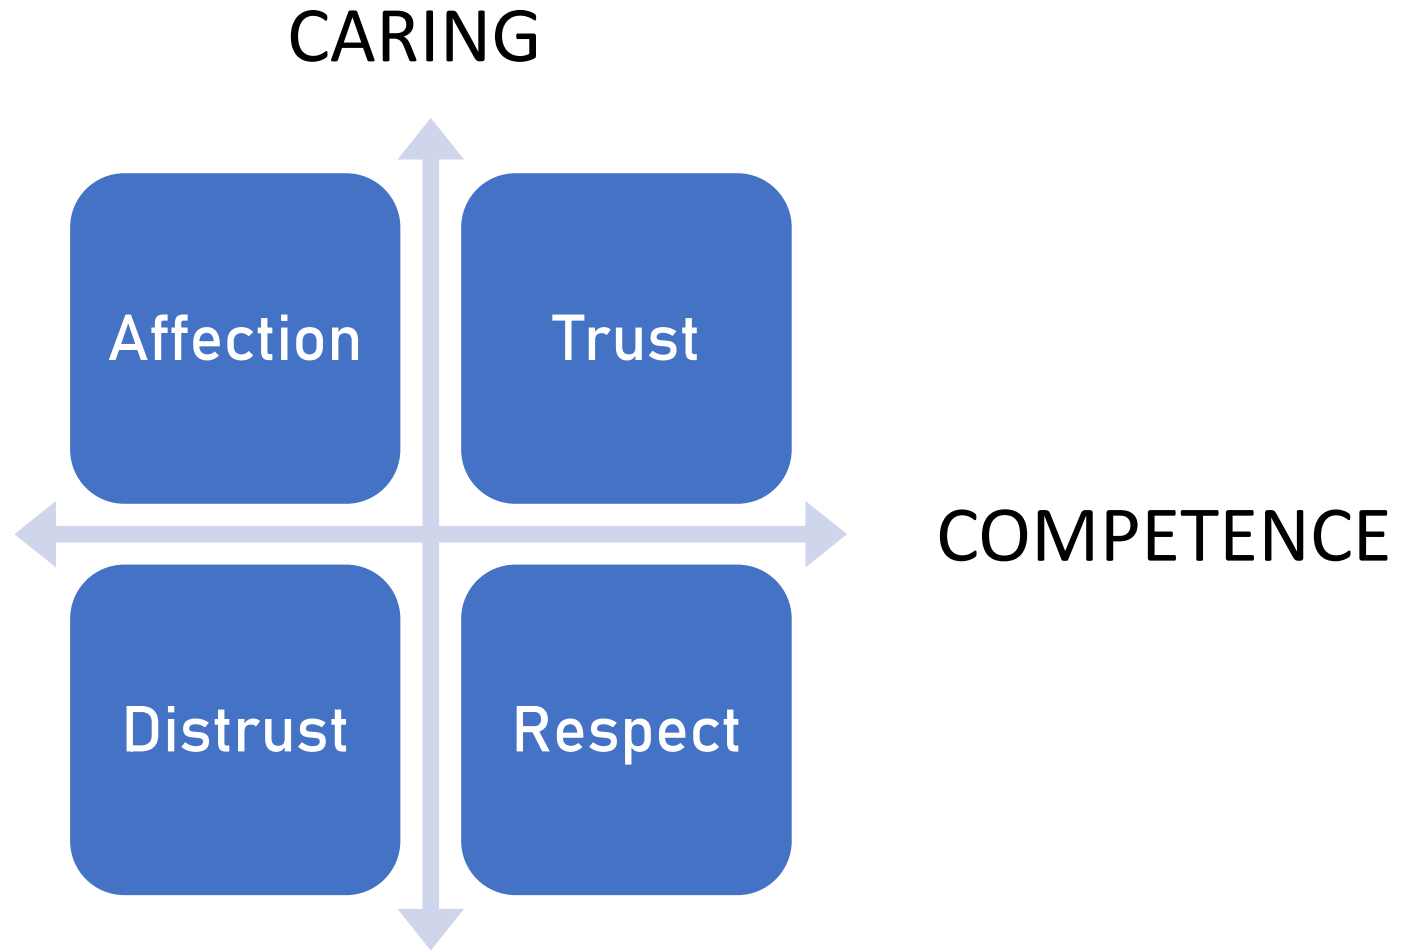 CARING
Affection
Trust
COMPETENCE
Distrust
Respect